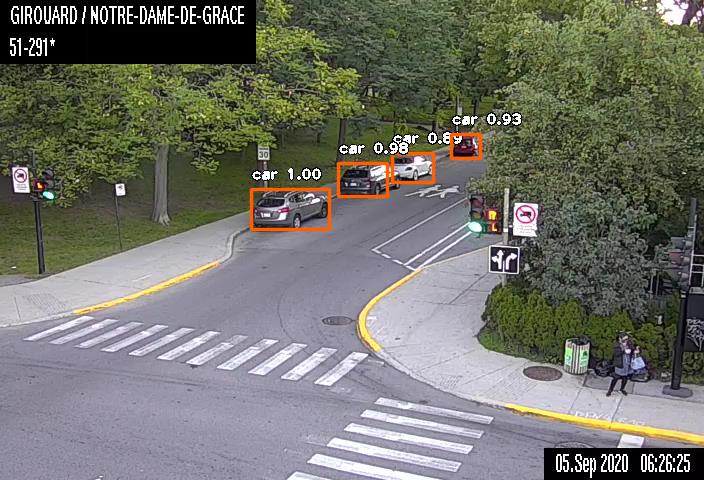 GIROUARD / NOTRE-DAME-DE-GRACE
51-291*
car 0.93
car 0.89
car 0.98
car 1.00
30
05.Sep 2020 06:26:25